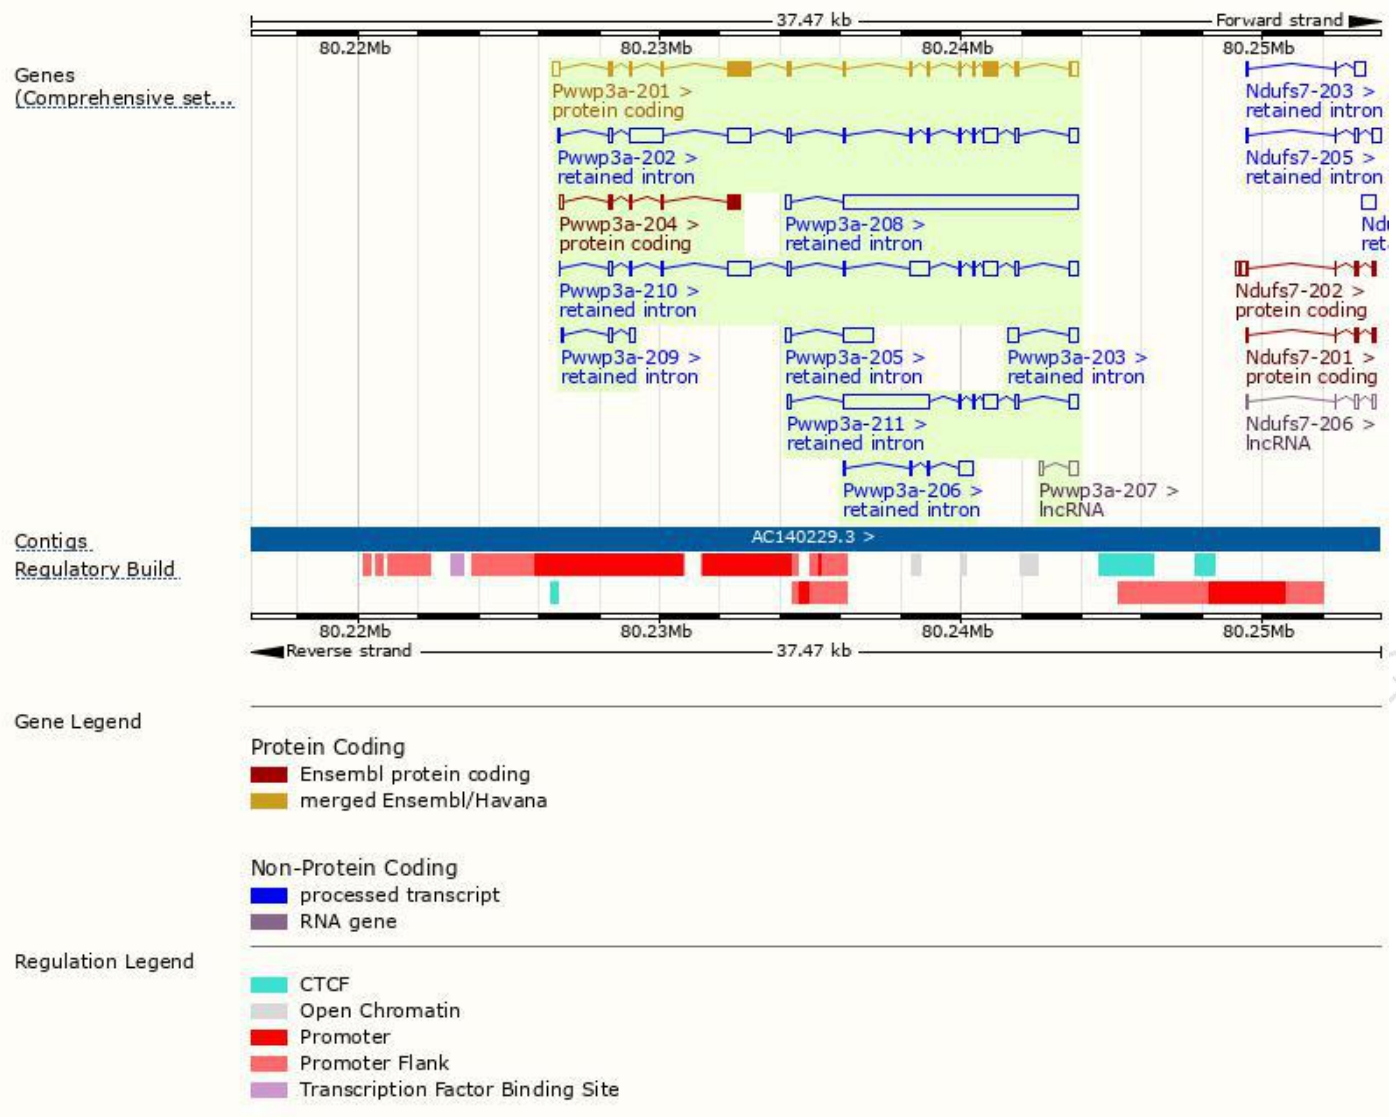 37.47 kb
Forward strand
80.22Mb 80.23Mb 80.24Mb 80.25Mb
Genes
(Comprehensive set...
Pwwp3a-201 > Ndufs7-203 >
protein coding retained intron
Pwwp3a-202 > Ndufs7-205 >
retained intron retained intron
Pwwp3a-204 > Pwwp3a-208 > Ndu
protein coding retained intron ret
Pwwp3a-210 > Ndufs7-202 >
retained intron protein coding
Pwwp3a-209 > Pwwp3a-205 > Pwwp3a-203 > Ndufs7-201 >
retained intron retained intron retained intron protein coding
Pwwp3a-211 > Ndufs7-206 >
retained intron lncRNA
Pwwp3a-206 > Pwwp3a-207 >
retained intron lncRNA
Contigs AC140229.3 >
Regulatory Build
80.22Mb 80.23Mb 80.24Mb 80.25Mb
Reverse strand 37.47 kb
Gene Legend
Protein Coding
Ensembl protein coding
merged Ensembl/Havana
Non-Protein Coding
processed transcript
RNA gene
Regulation Legend
CTCF
Open Chromatin
Promoter
Promoter Flank
Transcription Factor Binding Site